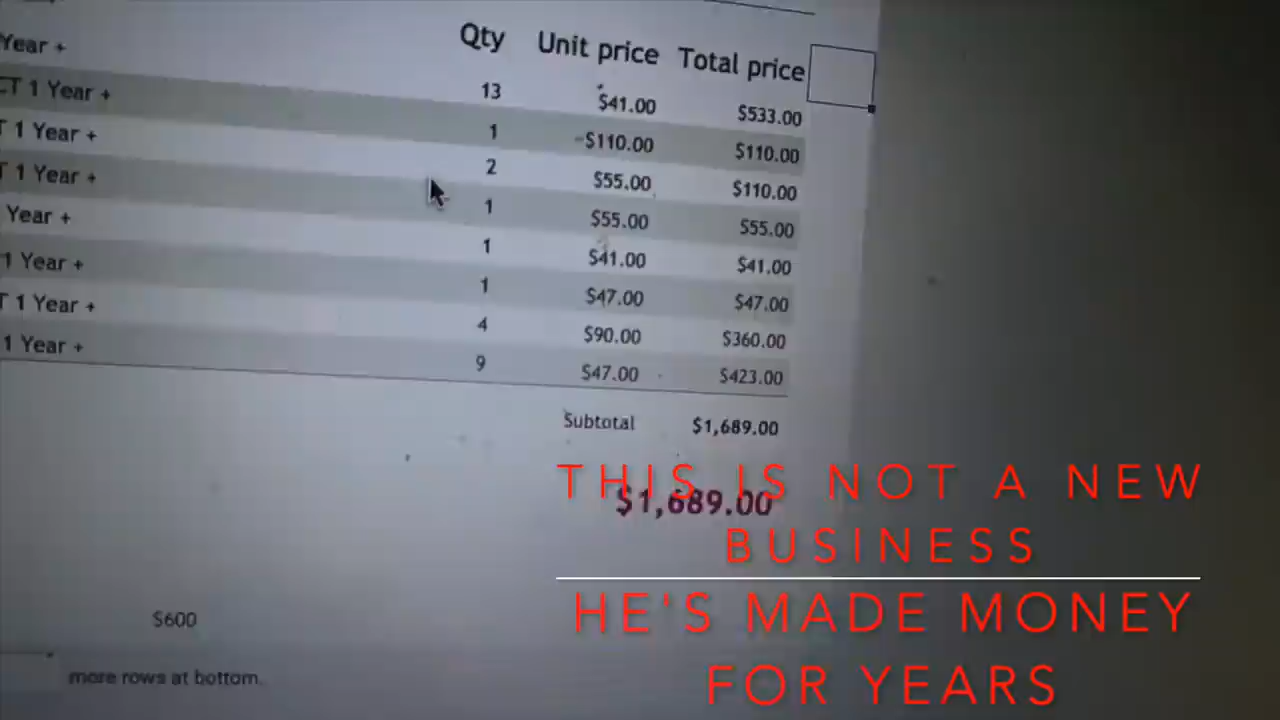 Qty Unit price Total price
Year +
13 $41.00 $533.00
CT 1 Year +
1 $110.00 $110.00
T 1 Year +
2 $55.00 $110.00
T 1 Year +
1 $55.00 $55.00
Year +
1 $41.00 $41.00
1 Year +
1 $47.00 $47.00
T 1 Year +
4 $90.00 $360.00
1 Year +
9 $47.00 $423.00
Subtotal $1,689.00
$1,689.00
THIS IS NOT A NEW
BUSINESS
HE'S MADE MONEY
FOR YEARS
$600
more rows at bottom.